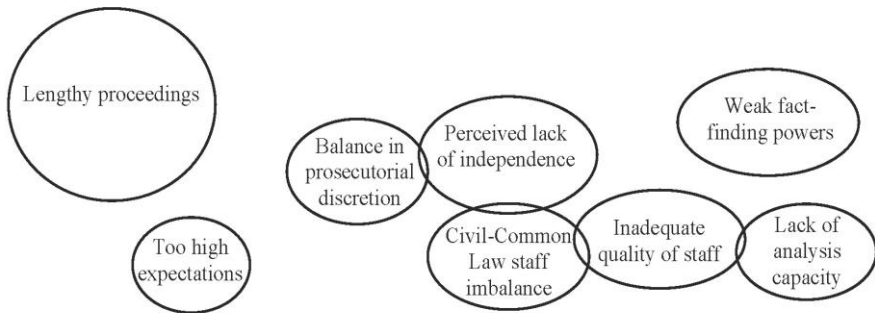 Lengthy proceedings
Too high
expectations
Balance in
prosecutorial
discretion
Perceived lack
of independence
Civil-Common
Law staff
imbalance
Inadequate
quality of staff
Weak fact-
finding powers
Lack of
analysis
capacity